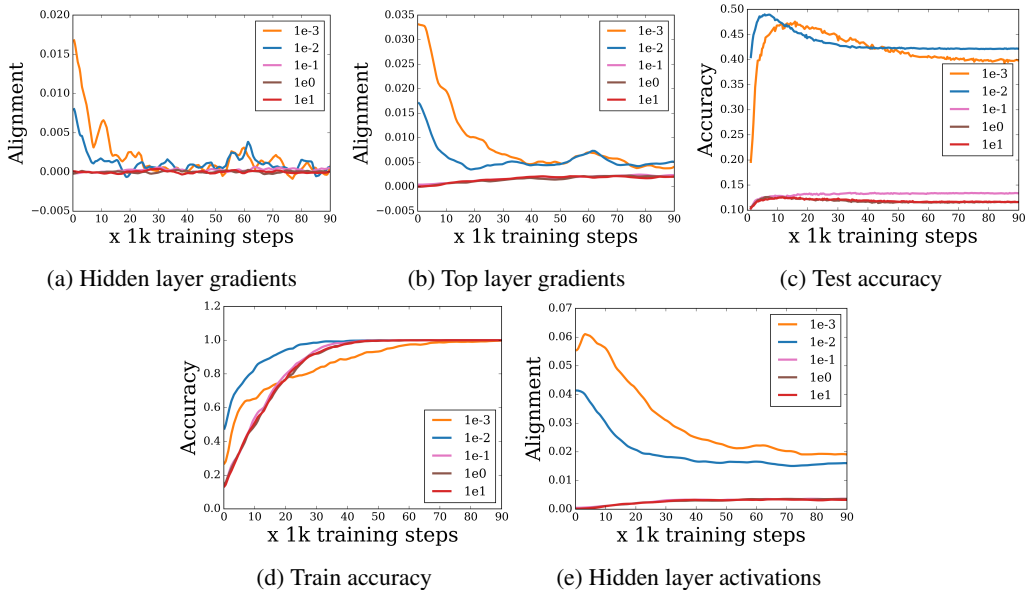 0.020
0.015
0.010
0.005
0.000
−0.005
Alignment
0 10 20 30 40 50 60 70 80 90
x 1k training steps
1e-3
1e-2
1e-1
1e0
1e1
(a) Hidden layer gradients
0.035
0.030
0.025
0.020
0.015
0.010
0.005
0.000
−0.005
Alignment
0 10 20 30 40 50 60 70 80 90
x 1k training steps
1e-3
1e-2
1e-1
1e0
1e1
(b) Top layer gradients
0.50
0.45
0.40
0.35
0.30
0.25
0.20
0.15
0.10
Accuracy
0 10 20 30 40 50 60 70 80 90
x 1k training steps
1e-3
1e-2
1e-1
1e0
1e1
(c) Test accuracy
1.2
1.0
0.8
0.6
0.4
0.2
0.0
Accuracy
0 10 20 30 40 50 60 70 80 90
x 1k training steps
1e-3
1e-2
1e-1
1e0
1e1
(d) Train accuracy
0.07
0.06
0.05
0.04
0.03
0.02
0.01
0.00
Alignment
0 10 20 30 40 50 60 70 80 90
x 1k training steps
1e-3
1e-2
1e-1
1e0
1e1
(e) Hidden layer activations